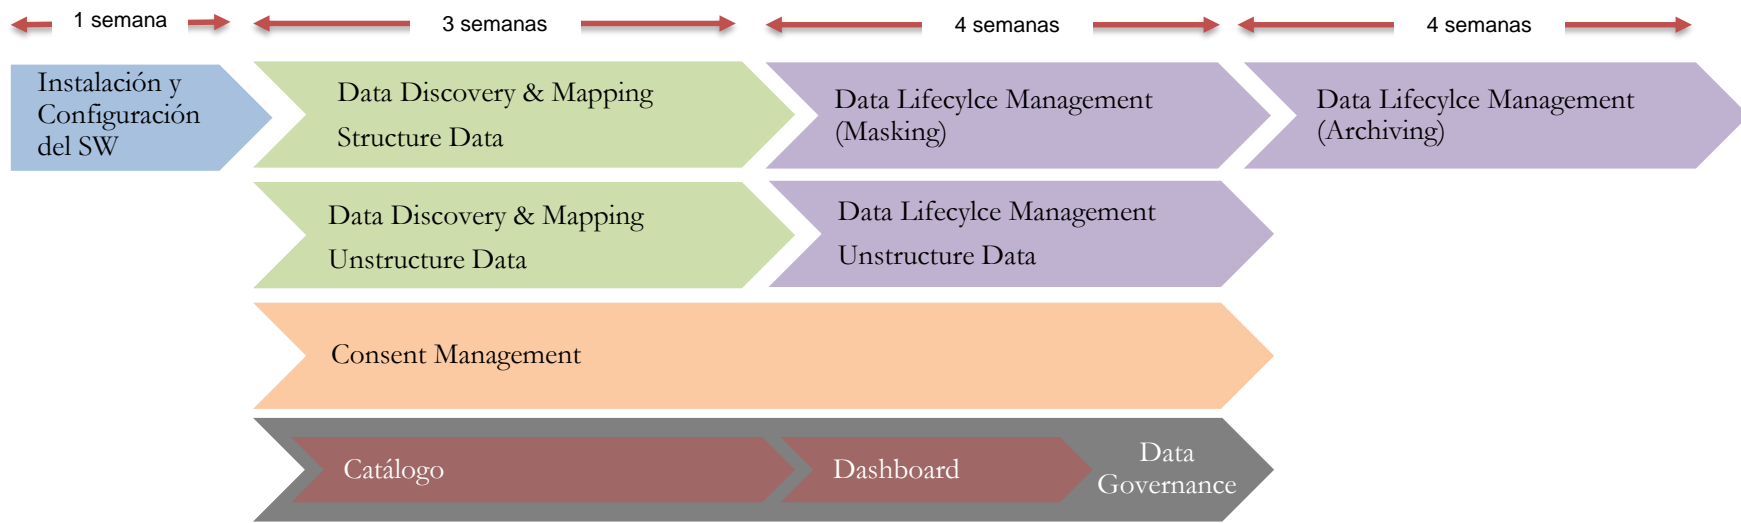 1 semana
3 semanas
4 semanas
4 semanas
Instalación y
Configuración
del SW
Data Discovery & Mapping
Structure Data
Data Lifecylce Management
(Masking)
Data Lifecylce Management
(Archiving)
Data Discovery & Mapping
Unstructure Data
Data Lifecylce Management
Unstructure Data
Consent Management
Catálogo
Dashboard
Data
Governance